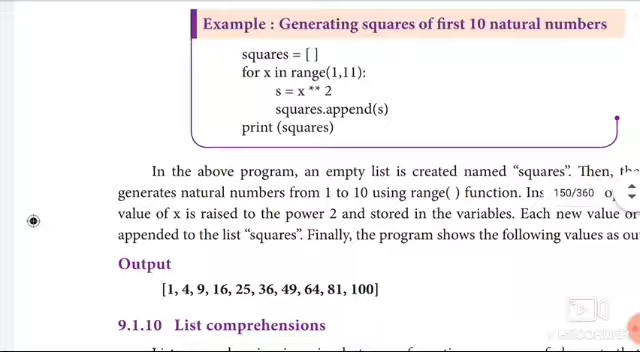 Example : Generating squares of first 10 natural numbers
squares = [ ]
for x in range(1,11):
s = x ** 2
squares.append(s)
print (squares)
In the above program, an empty list is created named “squares”. Then, the
generates natural numbers from 1 to 10 using range( ) function. Ins
150/360
value of x is raised to the power 2 and stored in the variables. Each new value of
appended to the list “squares”. Finally, the program shows the following values as ou
Output
[1, 4, 9, 16, 25, 36, 49, 64, 81, 100]
9.1.10 List comprehensions
RECORDER